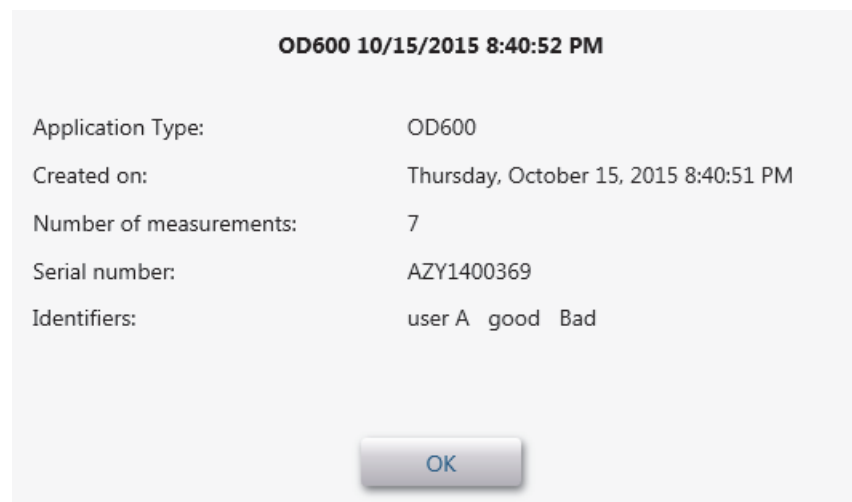 OD600 10/15/2015 8:40:52 PM
Application Type: OD600
Created on: Thursday, October 15, 2015 8:40:51 PM
Number of measurements: 7
Serial number: AZY1400369
Identifiers: user A good Bad
OK